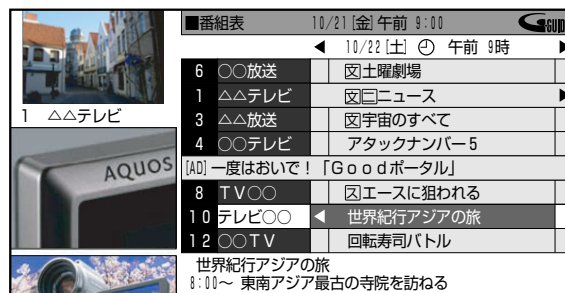 ■番組表 10/21[金]午前 9:00 G-GUID
◀ 10/22[土] 午前 9時 ▶
6 ○○放送 文土曜劇場
1 △△テレビ 文二ニュース ▶
3 △△放送 文宇宙のすべて
4 ○○テレビ アタックナンバー5
[AD]一度はおいで!「Goodポータル」
8 TV○○ スエースに狙われる
10 テレビ○○ ◀ 世界紀行アジアの旅
12 ○○TV 回転寿司バトル
世界紀行アジアの旅
8:00~ 東南アジア最古の寺院を訪ねる
1 △△テレビ
AQUOS